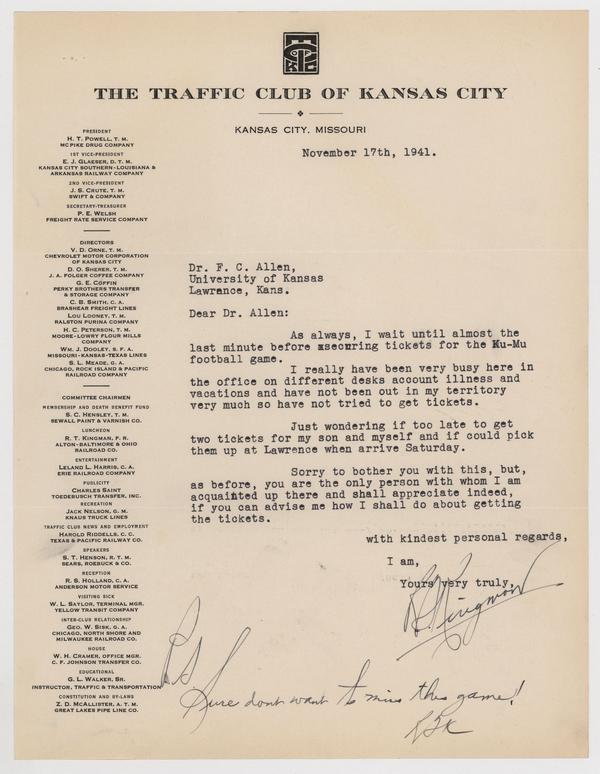 THE TRAFFIC CLUB OF KANSAS CITY
KANSAS CITY, MISSOURI
November 17th, 1941.
PRESIDENT
H. T. POWELL, T. M.
MCPIKE DRUG COMPANY
1ST VICE-PRESIDENT
E. J. GLAESER, D. T. M.
KANSAS CITY SOUTHERN-LOUISIANA &
ARKANSAS RAILWAY COMPANY
2ND VICE-PRESIDENT
J. S. CRUTE, T. M.
SWIFT & COMPANY
SECRETARY-TREASURER
P. E. WELSH
FREIGHT RATE SERVICE COMPANY
DIRECTORS
V. D. ORNE, T. M.
CHEVROLET MOTOR CORPORATION
OF KANSAS CITY
D. O. SHERER, T. M.
J. A. FOLGER COFFEE COMPANY
G. E. COFFIN
PERKY BROTHERS TRANSFER
& STORAGE COMPANY
C. B. SMITH, C. A.
BRASHEAR FREIGHT LINES
LOU LOONEY, T. M.
RALSTON PURINA COMPANY
H. C. PETERSON, T. M.
MOORE-LOWRY FLOUR MILLS
COMPANY
WM. J. DOOLEY, S. F. A.
MISSOURI-KANSAS-TEXAS LINES
S. L. MEADE, G. A.
CHICAGO, ROCK ISLAND & PACIFIC
RAILROAD COMPANY
COMMITTEE CHAIRMEN
MEMBERSHIP AND DEATH BENEFIT FUND
S. C. HENSLEY, T. M.
SEWALL PAINT & VARNISH CO.
LUNCHEON
R. T. KINGMAN, F. R.
ALTON-BALTIMORE & OHIO
RAILROAD CO.
ENTERTAINMENT
LELAND L. HARRIS, C. A.
ERIE RAILROAD COMPANY
PUBLICITY
CHARLES SAINT
TOEDEBUSCH TRANSFER, INC.
RECREATION
JACK NELSON, G. M.
KNAUS TRUCK LINES
TRAFFIC CLUB NEWS AND EMPLOYMENT
HAROLD RIDDELLS, C. C.
TEXAS & PACIFIC RAILWAY CO.
SPEAKERS
S. T. HENSON, R. T. M.
SEARS, ROEBUCK & CO.
RECEPTION
R. S. HOLLAND, C. A.
ANDERSON MOTOR SERVICE
VISITING SICK
W. L. SAYLOR, TERMINAL MGR.
YELLOW TRANSIT COMPANY
INTER-CLUB RELATIONSHIP
GEO. W. SISK, G. A.
CHICAGO, NORTH SHORE AND
MILWAUKEE RAILROAD CO.
HOUSE
W. H. CRAMER, OFFICE MGR.
C. F. JOHNSON TRANSFER CO.
EDUCATIONAL
G. L. WALKER, SR.
INSTRUCTOR, TRAFFIC & TRANSPORTATION
CONSTITUTION AND BY-LAWS
Z. D. MCALLISTER, A. T. M.
GREAT LAKES PIPE LINE CO.
Dr. F. C. Allen,
University of Kansas
Lawrence, Kans.
Dear Dr. Allen:
As always, I wait until almost the
last minute before securing tickets for the Ku-Mu
football game.
I really have been very busy here in
the office on different desks account illness and
vacations and have not been out in my territory
very much so have not tried to get tickets.
Just wondering if too late to get
two tickets for my son and myself and if could pick
them up at Lawrence when arrive Saturday.
Sorry to bother you with this, but,
as before, you are the only person with whom I am
acquainted up there and shall appreciate indeed,
if you can advise me how I shall do about getting
the tickets.
with kindest personal regards,
I am,
Yours very truly,
R. T. Kingman
P.S.
Sure dont want to miss this game!
RTK